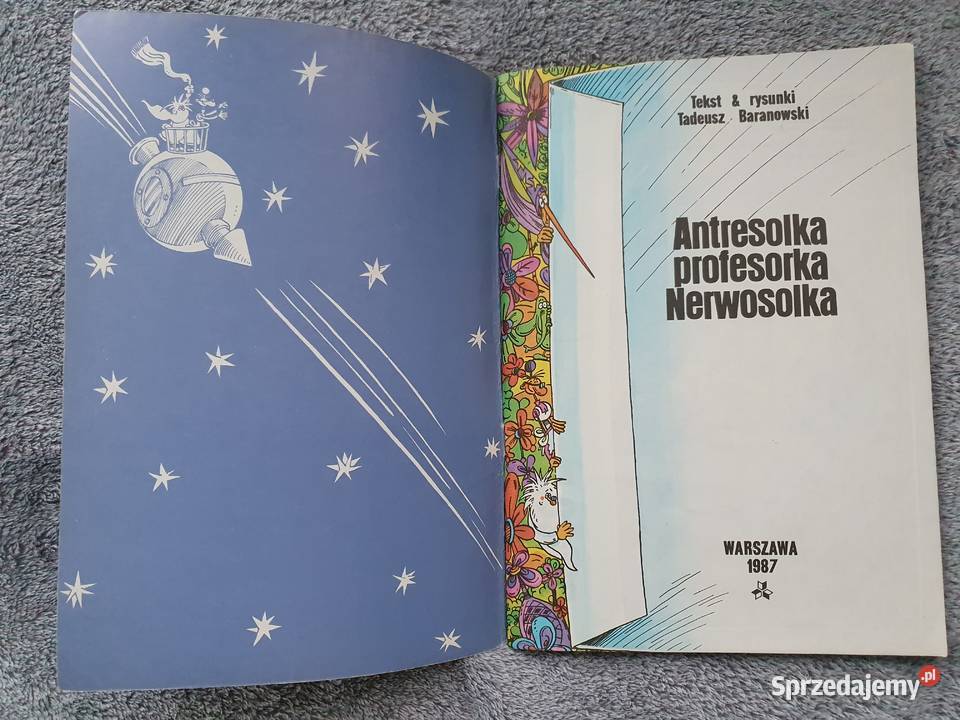 Tekst & rysunki
Tadeusz Baranowski
Antresolka
profesorka
Nerwosolka
WARSZAWA
1987
Sprzedajemy.pl